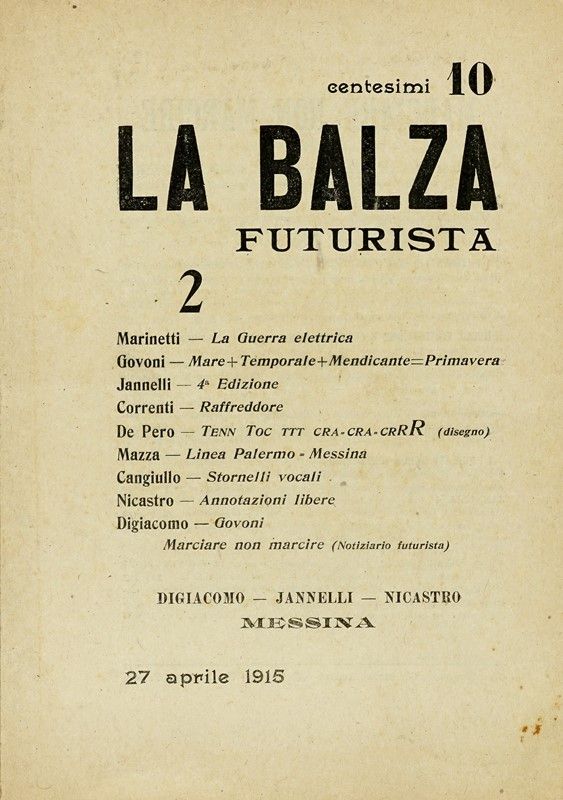 centesimi 10
LA BALZA
FUTURISTA
2
Marinetti — La Guerra elettrica
Govoni — Mare+Temporale+Mendicante=Primavera
Jannelli — 4ª Edizione
Correnti — Raffreddore
De Pero — TENN TOC TTT CRA-CRA-CRRR (disegno)
Mazza — Linea Palermo - Messina
Cangiullo — Stornelli vocali
Nicastro — Annotazioni libere
Digiacomo — Govoni
Marciare non marcire (Notiziario futurista)
DIGIACOMO — JANNELLI — NICASTRO
MESSINA
27 aprile 1915